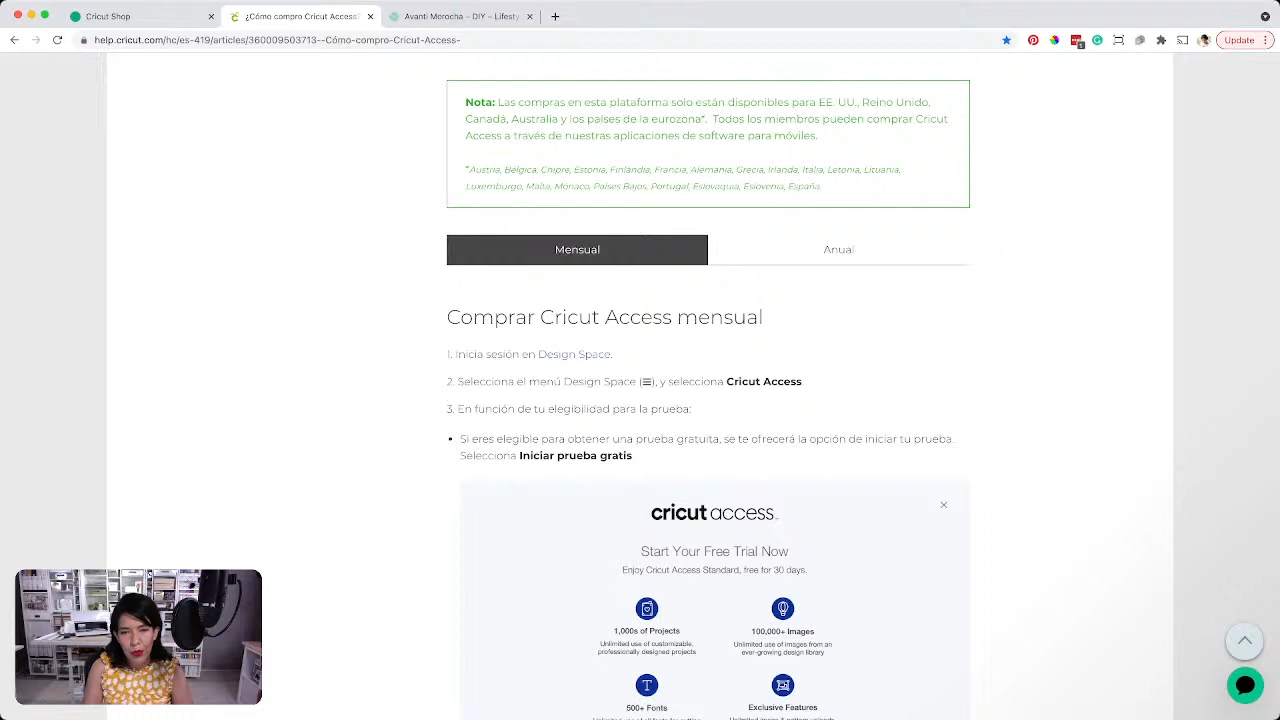 Cricut Shop
¿Cómo compro Cricut Access
Avanti Morocha – DIY – Lifesty
help.cricut.com/hc/es-419/articles/360009503713--Cómo-compro-Cricut-Access-
1
Update
Nota: Las compras en esta plataforma solo están disponibles para EE. UU., Reino Unido,
Canadá, Australia y los países de la eurozona*. Todos los miembros pueden comprar Cricut
Access a través de nuestras aplicaciones de software para móviles.
*Austria, Bélgica, Chipre, Estonia, Finlandia, Francia, Alemania, Grecia, Irlanda, Italia, Letonia, Lituania,
Luxemburgo, Malta, Mónaco, Países Bajos, Portugal, Eslovaquia, Eslovenia, España.
Mensual
Anual
Comprar Cricut Access mensual
1. Inicia sesión en Design Space.
2. Selecciona el menú Design Space (☰), y selecciona Cricut Access
3. En función de tu elegibilidad para la prueba:
• Si eres elegible para obtener una prueba gratuita, se te ofrecerá la opción de iniciar tu prueba.
Selecciona Iniciar prueba gratis
cricut access
Start Your Free Trial Now
Enjoy Cricut Access Standard, free for 30 days.
1,000s of Projects
Unlimited use of customizable,
professionally designed projects
100,000+ Images
Unlimited use of images from an
ever-growing design library
500+ Fonts
Exclusive Features